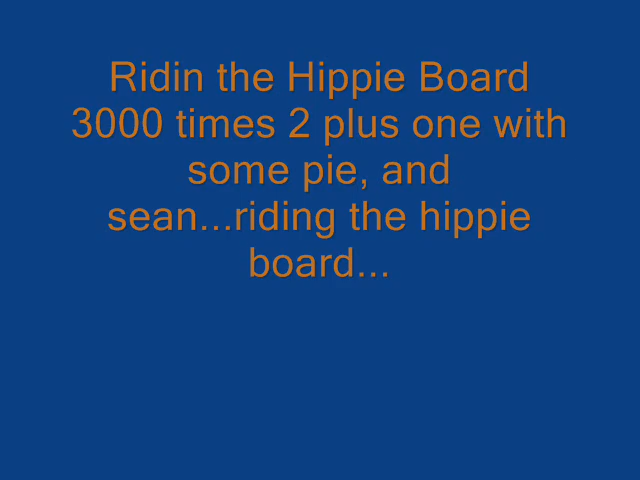 Ridin the Hippie Board
3000 times 2 plus one with
some pie, and
sean...riding the hippie
board...